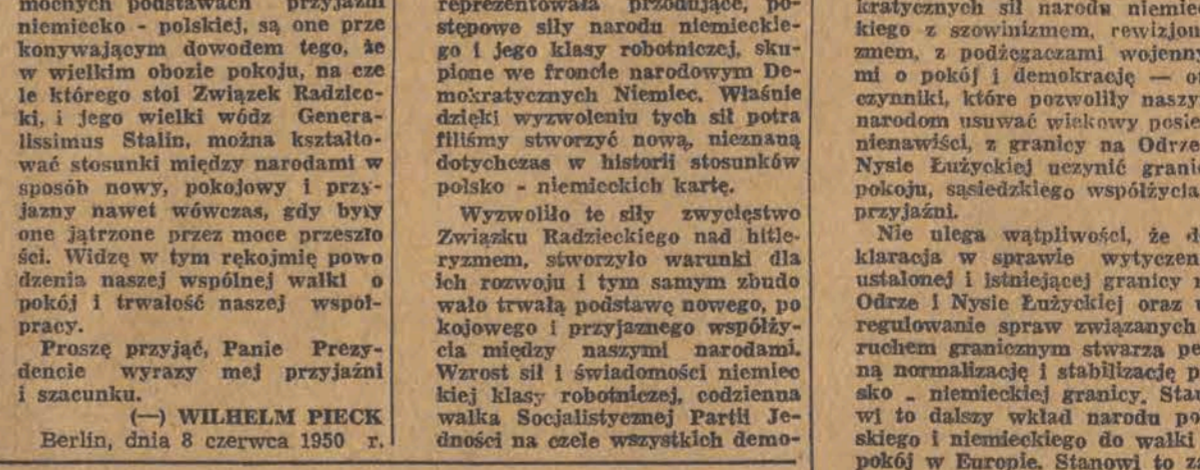 mocnych podstawach przyjaźni
niemiecko - polskiej, są one prze
konywającym dowodem tego, że
w wielkim obozie pokoju, na cze
le którego stoi Związek Radziec-
ki, i jego wielki wódz Genera-
lissimus Stalin, można kształto-
wać stosunki między narodami w
sposób nowy, pokojowy i przy-
jazny nawet wówczas, gdy były
one jątrzone przez moce przeszło
ści. Widzę w tym rękojmię powo
dzenia naszej wspólnej walki o
pokój i trwałość naszej współ-
pracy.
Proszę przyjąć, Panie Prezy-
dencie wyrazy mej przyjaźni
i szacunku.
(—) WILHELM PIECK
Berlin, dnia 8 czerwca 1950 r.
reprezentowała przodujące, po-
stępowe siły narodu niemieckie-
go i jego klasy robotniczej, sku-
pione we froncie narodowym De-
mokratycznych Niemiec. Właśnie
dzięki wyzwoleniu tych sił potra
filiśmy stworzyć nową, nieznaną
dotychczas w historii stosunków
polsko - niemieckich kartę.
Wyzwoliło te siły zwycięstwo
Związku Radzieckiego nad hitle-
ryzmem, stworzyło warunki dla
ich rozwoju i tym samym zbudo
wało trwałą podstawę nowego, po
kojowego i przyjaznego współży-
cia między naszymi narodami.
Wzrost sił i świadomości niemiec
kiej klasy robotniczej, codzienna
walka Socjalistycznej Partii Je-
dności na czele wszystkich demo-
kratycznych sił narodu niemiec
kiego z szowinizmem, rewizjon
zmem, z podżegaczami wojenny
mi o pokój i demokrację — o
czynniki, które pozwoliły naszy
narodom usuwać wiekowy posie
nienawiści, z granicy na Odrze
Nysie Łużyckiej uczynić grani
pokoju, sąsiedzkiego współżycia
przyjaźni.
Nie ulega wątpliwości, że d
klaracja w sprawie wytyczen
ustalonej i istniejącej granicy n
Odrze i Nysie Łużyckiej oraz
regulowanie spraw związanych
ruchem granicznym stwarza pe
ną normalizację i stabilizację p
sko - niemieckiej granicy. Stan
wi to dalszy wkład narodu po
skiego i niemieckiego do walki
pokój w Europie. Stanowi to z